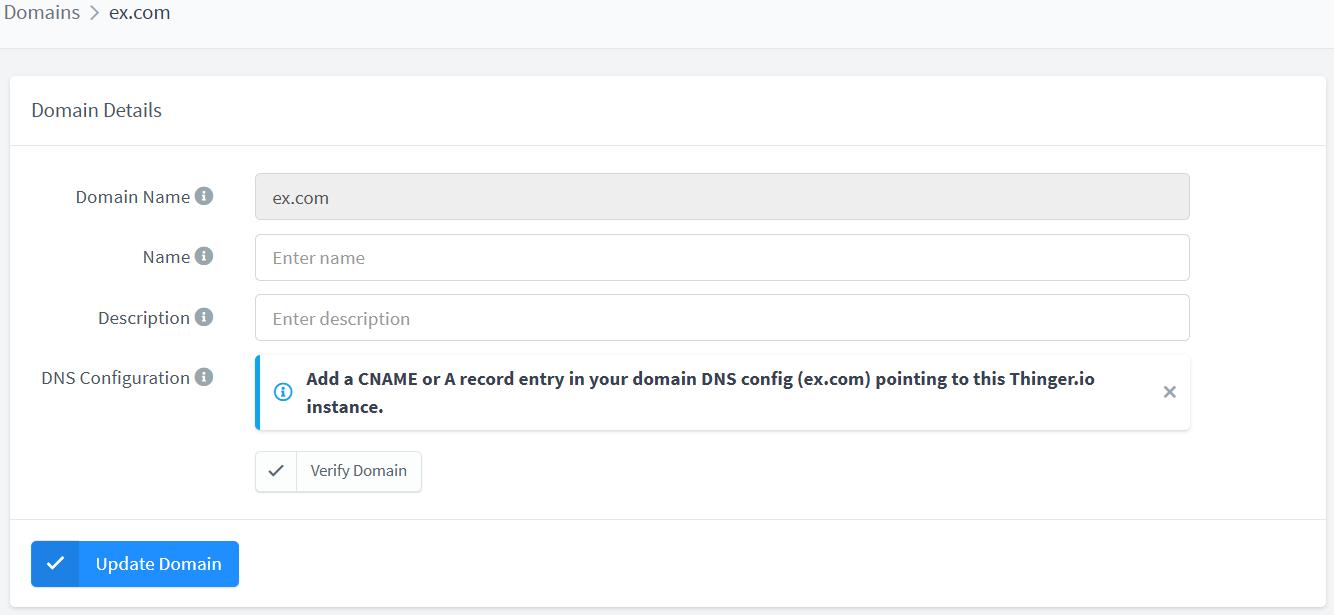 Domains > ex.com
Domain Details
Domain Name
ex.com
Name
Enter name
Description
Enter description
DNS Configuration
Add a CNAME or A record entry in your domain DNS config (ex.com) pointing to this Thinger.io
instance.
Verify Domain
Update Domain